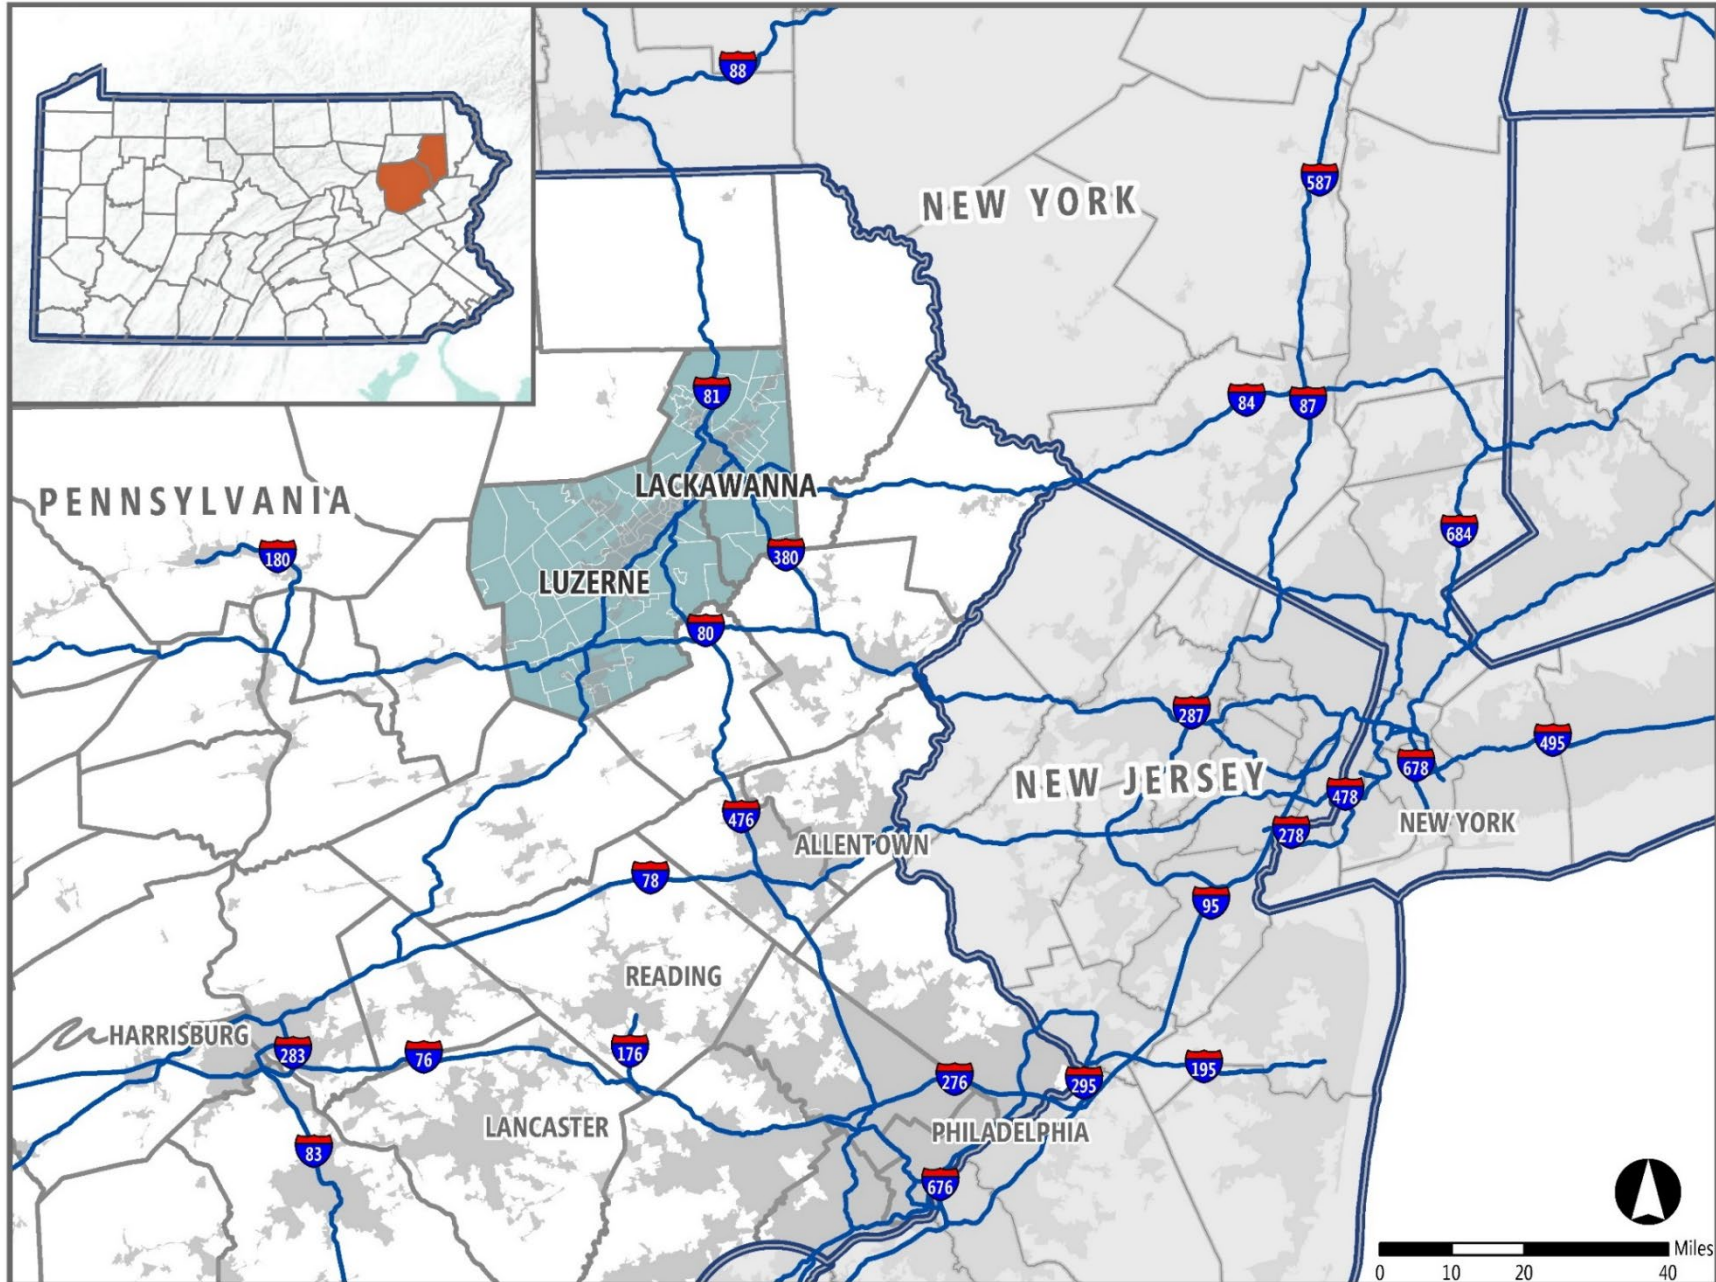 88
587
NEW YORK
81
84
87
LACKAWANNA
PENNSYLVANIA
684
180
380
LUZERNE
80
287
495
678
NEW JERSEY
478
476
NEW YORK
278
ALLENTOWN
78
95
READING
HARRISBURG
283
76
176
195
276
295
LANCASTER
PHILADELPHIA
83
676
Miles
0 10 20 40